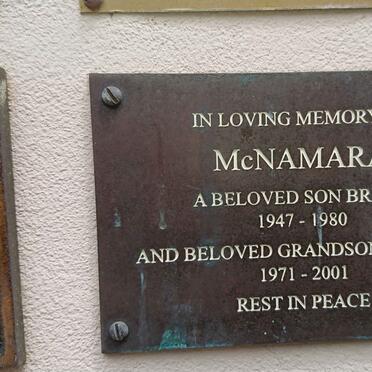 IN LOVING MEMORY
McNAMARA
A BELOVED SON
1947 - 1980
AND BELOVED GRANDSON
1971 - 2001
REST IN PEACE